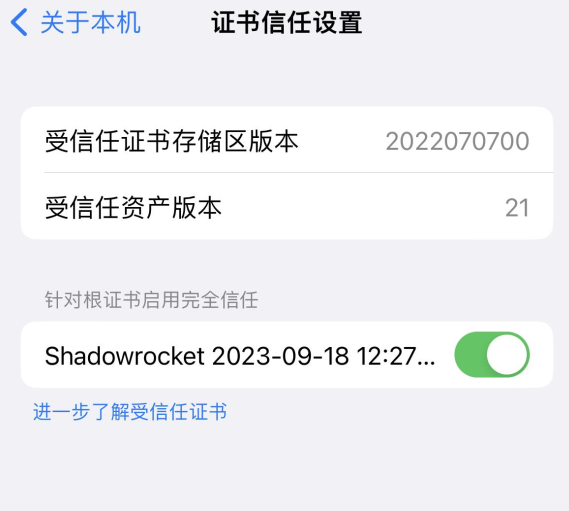 关于本机
证书信任设置
受信任证书存储区版本 2022070700
受信任资产版本 21
针对根证书启用完全信任
Shadowrocket 2023-09-18 12:27...
进一步了解受信任证书